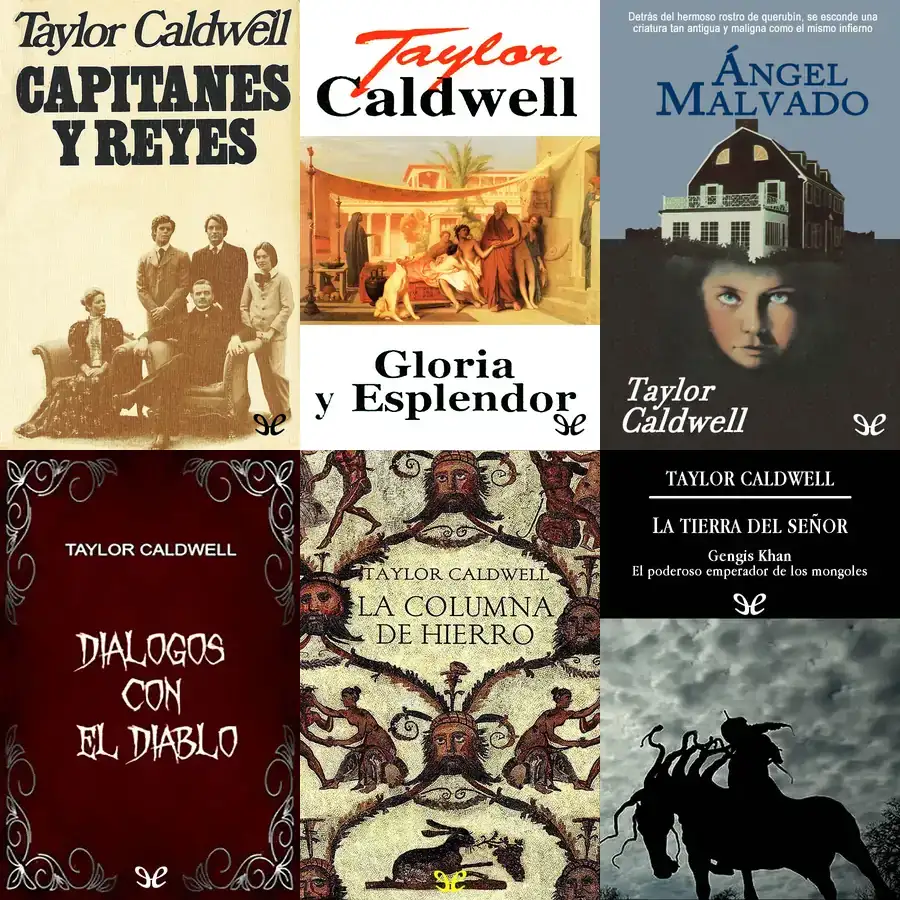 Taylor Caldwell
CAPITANES
Y REYES
Taylor
Caldwell
Gloria
y Esplendor
Detrás del hermoso rostro de querubín, se esconde una
criatura tan antigua y maligna como el mismo infierno
ÁNGEL
MALVADO
Taylor
Caldwell
TAYLOR CALDWELL
DIALOGOS
CON
EL DIABLO
TAYLOR CALDWELL
LA COLUMNA
DE HIERRO
TAYLOR CALDWELL
LA TIERRA DEL SEÑOR
Gengis Khan
El poderoso emperador de los mongoles